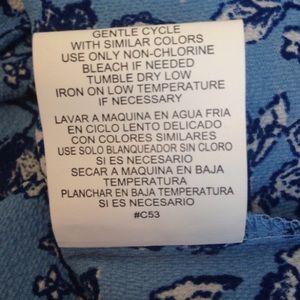 GENTLE CYCLE
WITH SIMILAR COLORS
USE ONLY NON-CHLORINE
BLEACH IF NEEDED
TUMBLE DRY LOW
IRON ON LOW TEMPERATURE
IF NECESSARY
LAVAR A MAQUINA EN AGUA FRIA
EN CICLO LENTO DELICADO
CON COLORES SIMILARES
USE SOLO BLANQUEADOR SIN CLORO
SI ES NECESARIO
SECAR A MAQUINA EN BAJA
TEMPERATURA
PLANCHAR EN BAJA TEMPERATURA
SI ES NECESARIO
#C53